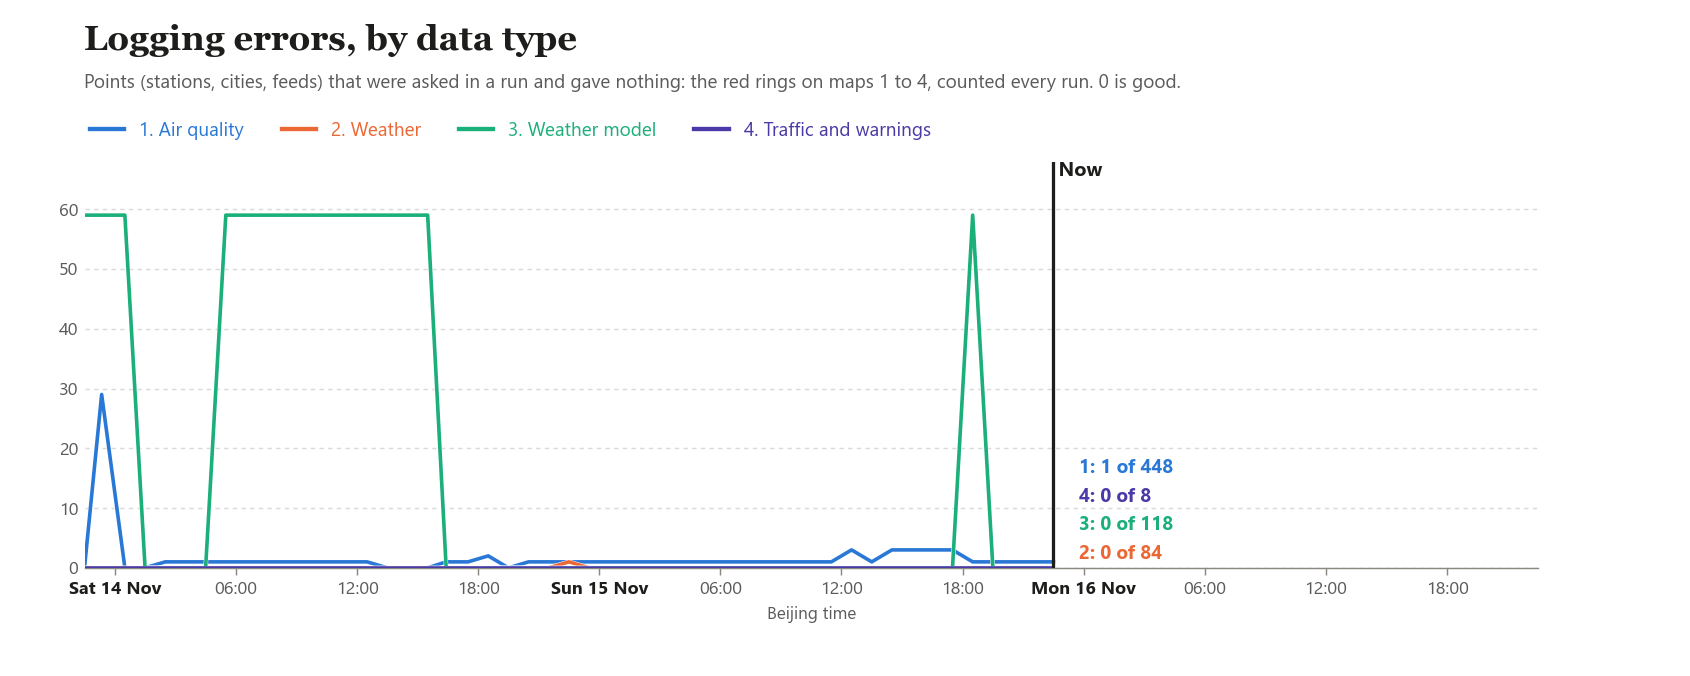 Logging errors, by data type
Points (stations, cities, feeds) that were asked in a run and gave nothing: the red rings on maps 1 to 4, counted every run. 0 is good.
1. Air quality 2. Weather 3. Weather model 4. Traffic and warnings
Now
60
50
40
30
20
10
0
1: 1 of 448
4: 0 of 8
3: 0 of 118
2: 0 of 84
Sat 14 Nov 06:00 12:00 18:00 Sun 15 Nov 06:00 12:00 18:00 Mon 16 Nov 06:00 12:00 18:00
Beijing time